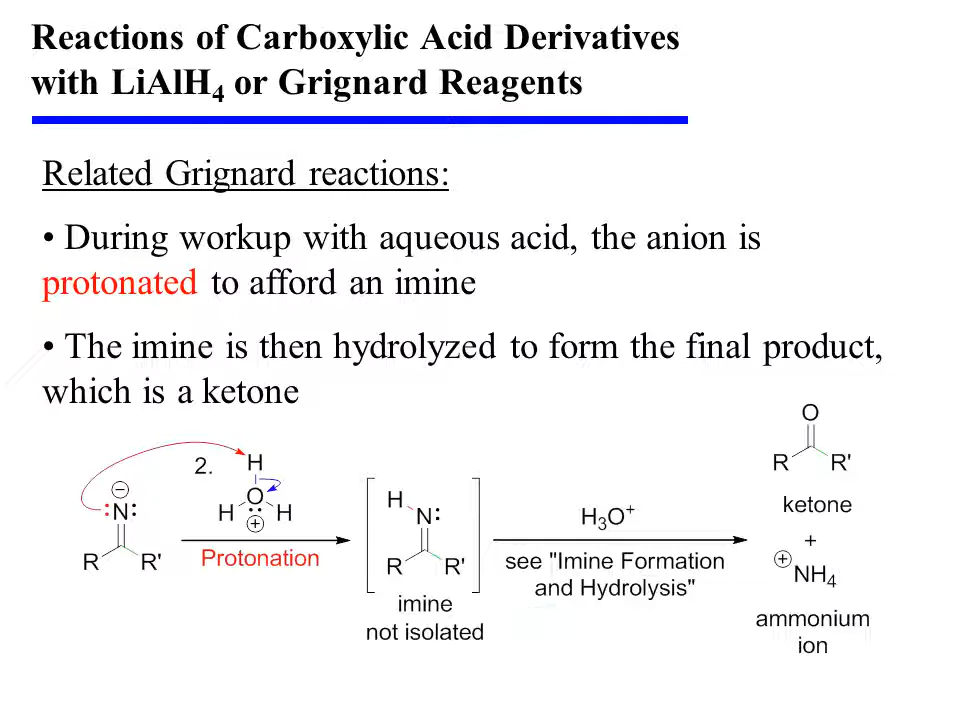 Reactions of Carboxylic Acid Derivatives
with LiAlH₄ or Grignard Reagents
Related Grignard reactions:
• During workup with aqueous acid, the anion is
protonated to afford an imine
• The imine is then hydrolyzed to form the final product,
which is a ketone
O
R R'
ketone
+
⊕NH₄
ammonium
ion
2.
H
⊖
:N:
H O H
⊕
R R'
Protonation
H
N:
R R'
imine
not isolated
H₃O⁺
see "Imine Formation
and Hydrolysis"